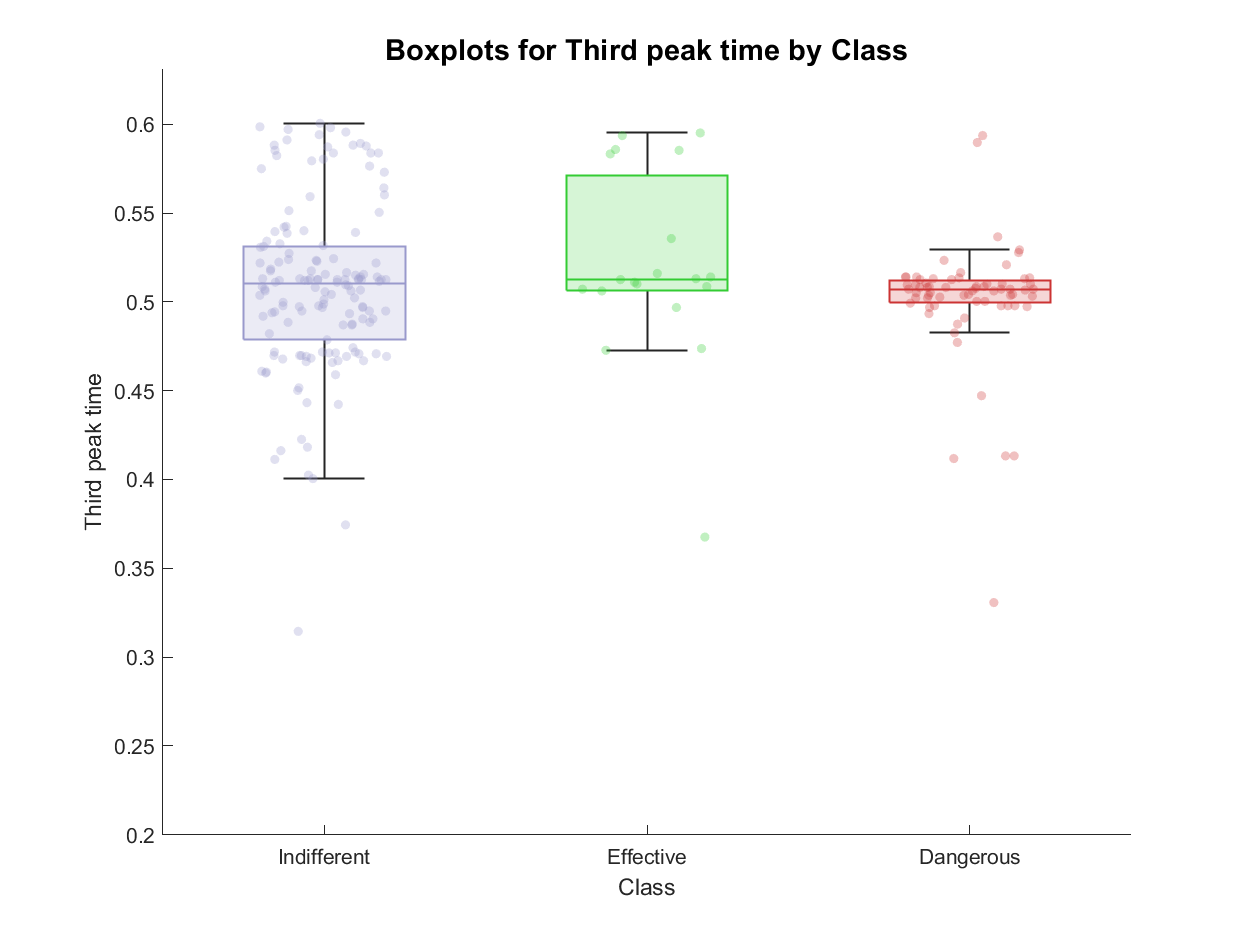 Boxplots for Third peak time by Class
Third peak time
0.6
0.55
0.5
0.45
0.4
0.35
0.3
0.25
0.2
Indifferent Effective Dangerous
Class